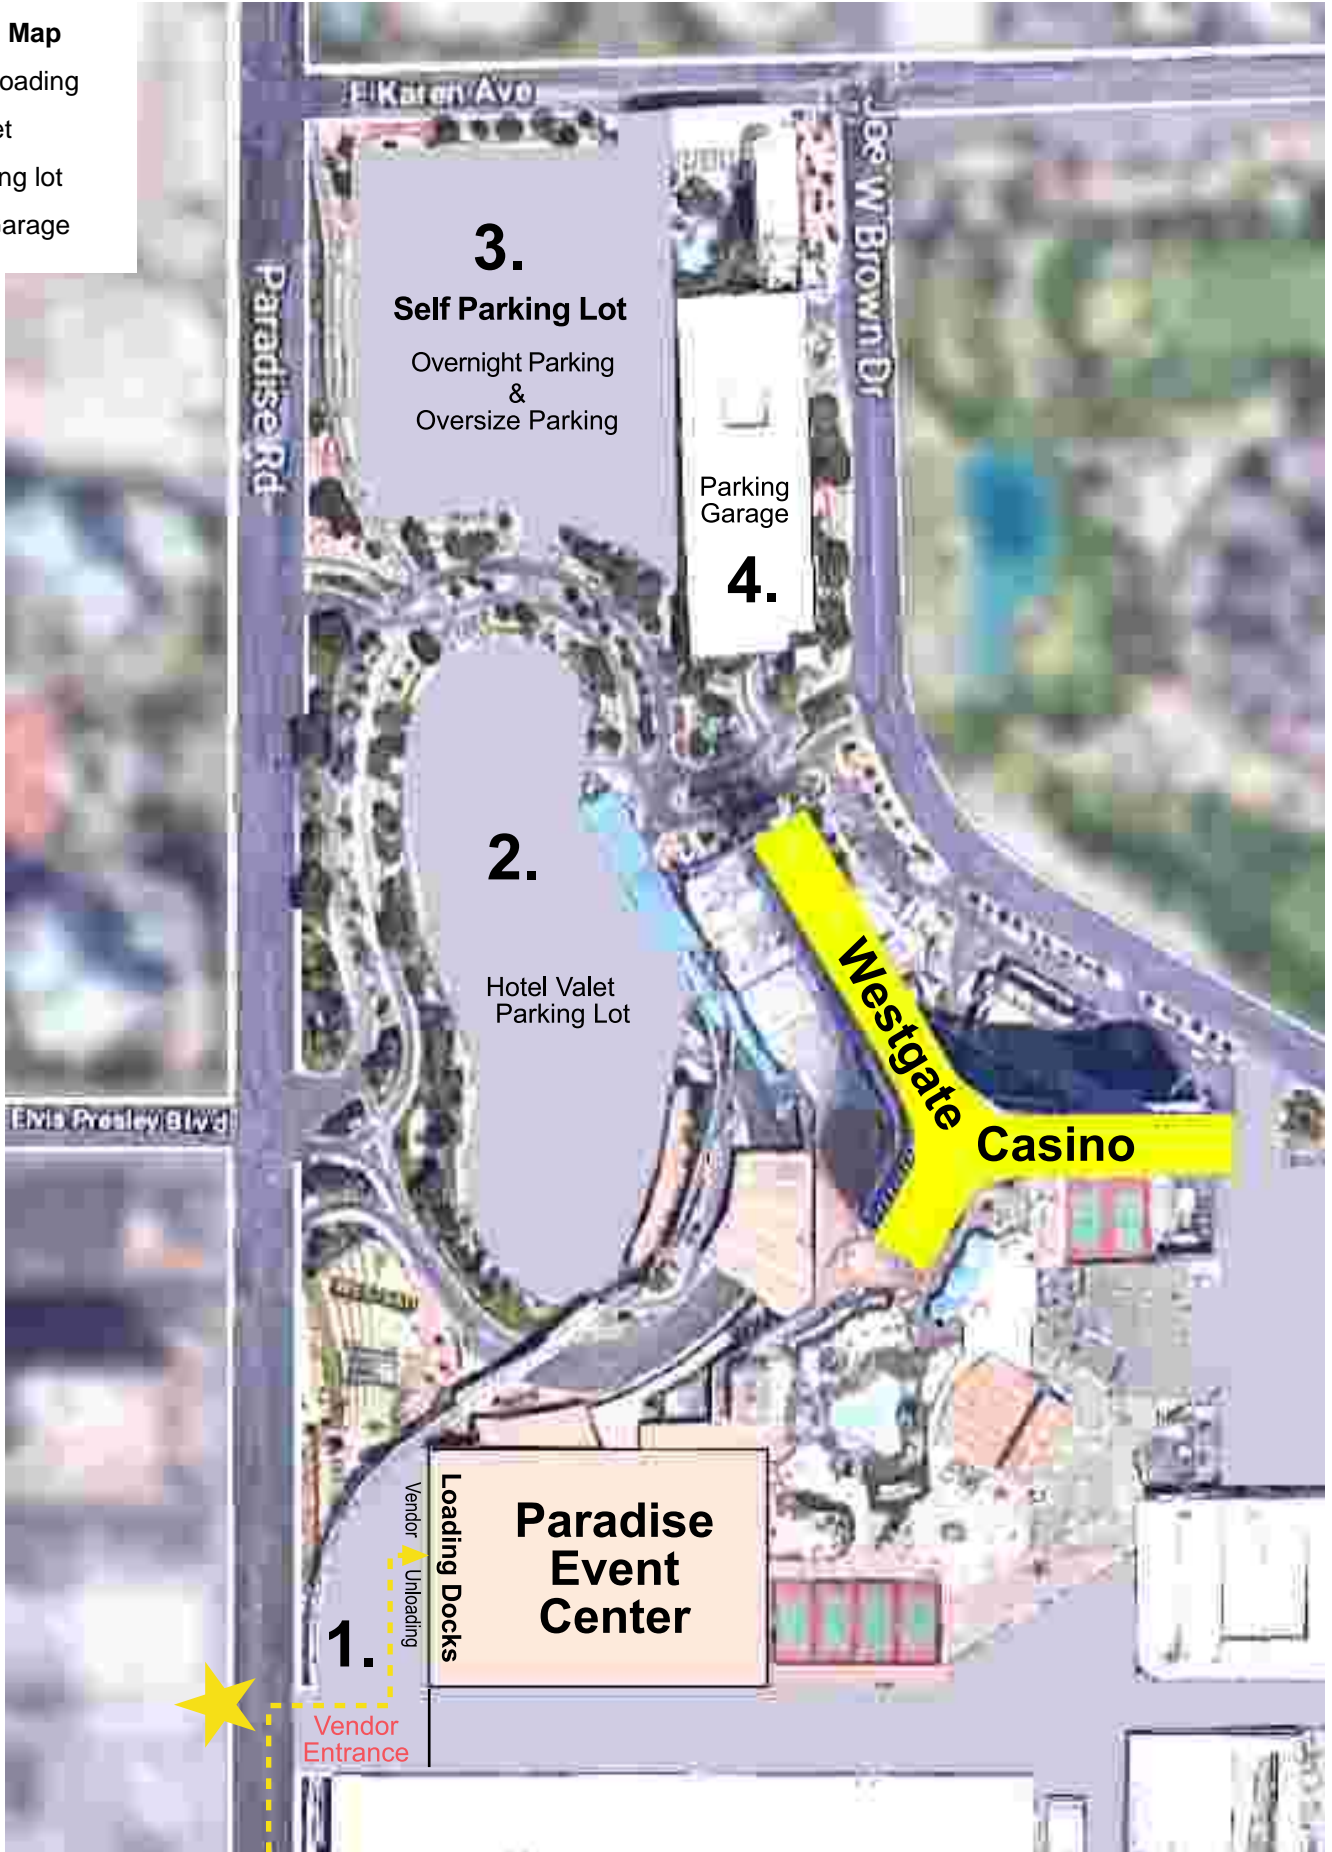 Map
oading
et
ng lot
arage
E Karen Ave
Joe W Brown Dr
Paradise Rd
3.
Self Parking Lot
Overnight Parking
&
Oversize Parking
Parking
Garage
4.
2.
Hotel Valet
Parking Lot
Westgate
Casino
Elvis Presley Blvd
Loading Docks
Vendor Unloading
Paradise
Event
Center
1.
Vendor
Entrance